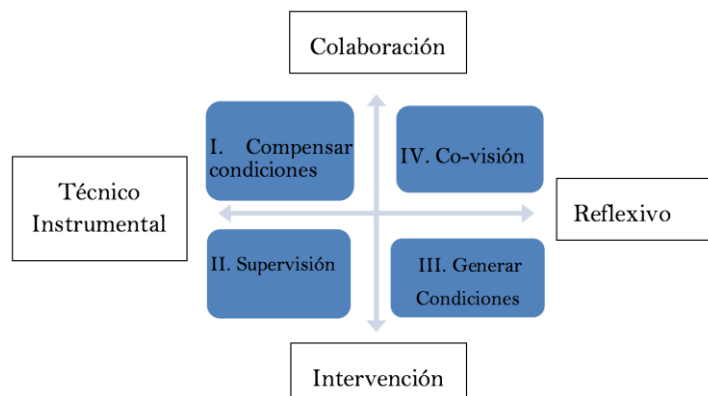 Colaboración
I. Compensar
condiciones
IV. Co-visión
Técnico
Instrumental
Reflexivo
II. Supervisión
III. Generar
Condiciones
Intervención